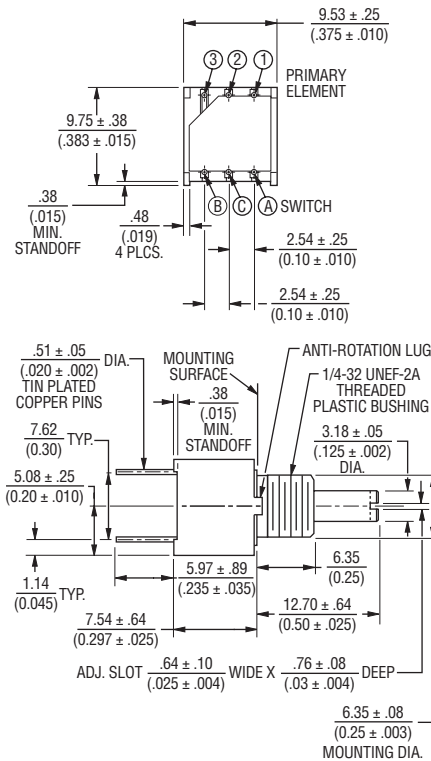 9.53 ± .25
(.375 ± .010)
3 2 1
PRIMARY
ELEMENT
9.75 ± .38
(.383 ± .015)
.38
(.015)
MIN.
STANDOFF
.48
(.019)
4 PLCS.
B C A SWITCH
2.54 ± .25
(0.10 ± .010)
2.54 ± .25
(0.10 ± .010)
.51 ± .05 DIA.
(.020 ± .002)
TIN PLATED
COPPER PINS
MOUNTING
SURFACE
ANTI-ROTATION LUG
1/4-32 UNEF-2A
THREADED
PLASTIC BUSHING
.38
(.015)
MIN.
STANDOFF
7.62 TYP.
(0.30)
3.18 ± .05
(.125 ± .002)
DIA.
5.08 ± .25
(0.20 ± .010)
1.14 TYP.
(0.045)
5.97 ± .89
(.235 ± .035)
6.35
(0.25)
7.54 ± .64
(0.297 ± .025)
12.70 ± .64
(0.50 ± .025)
ADJ. SLOT .64 ± .10 WIDE X .76 ± .08 DEEP
(.025 ± .004) (.03 ± .004)
6.35 ± .08
(0.25 ± .003)
MOUNTING DIA.